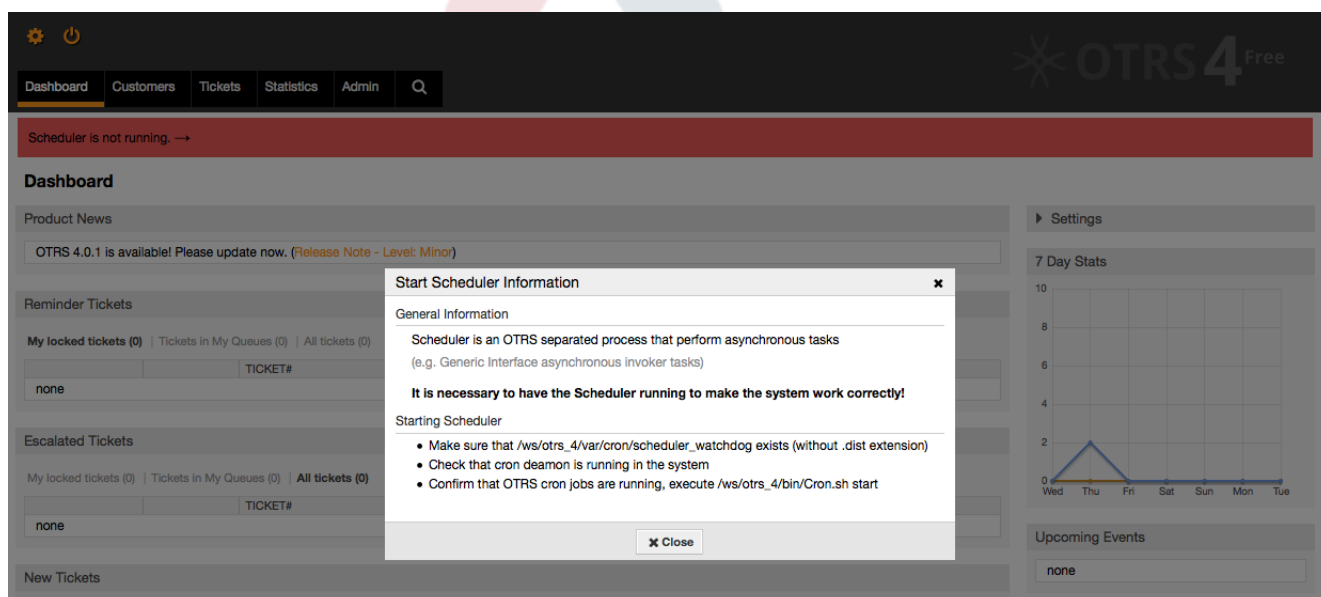 OTRS 4 Free
Dashboard Customers Tickets Statistics Admin
Scheduler is not running. →
Dashboard
Product News
OTRS 4.0.1 is available! Please update now. (Release Note - Level: Minor)
Reminder Tickets
My locked tickets (0) | Tickets in My Queues (0) | All tickets (0)
TICKET#
none
Escalated Tickets
My locked tickets (0) | Tickets in My Queues (0) | All tickets (0)
TICKET#
none
New Tickets
Start Scheduler Information
General Information
Scheduler is an OTRS separated process that perform asynchronous tasks
(e.g. Generic Interface asynchronous invoker tasks)
It is necessary to have the Scheduler running to make the system work correctly!
Starting Scheduler
• Make sure that /ws/otrs_4/var/cron/scheduler_watchdog exists (without .dist extension)
• Check that cron deamon is running in the system
• Confirm that OTRS cron jobs are running, execute /ws/otrs_4/bin/Cron.sh start
Close
Settings
7 Day Stats
10
8
6
4
2
0
Wed Thu Fri Sat Sun Mon Tue
Upcoming Events
none